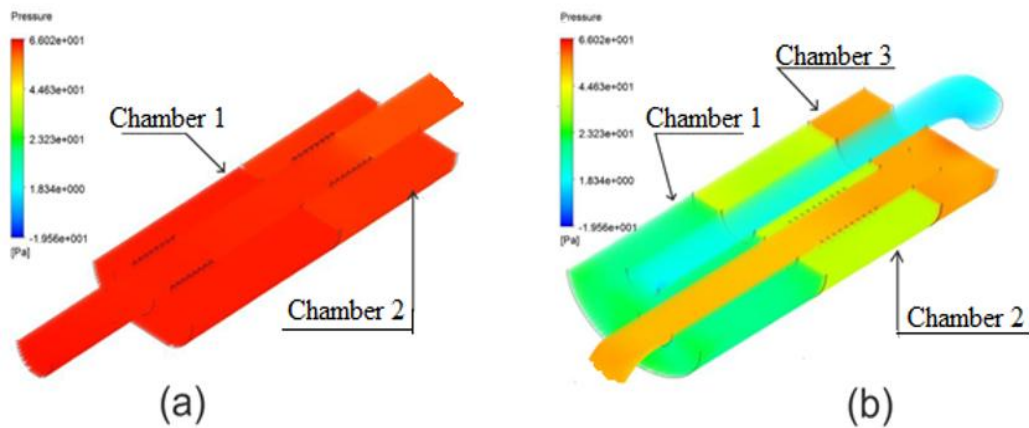 Pressure
6.602e+001
4.463e+001
2.323e+001
1.834e+000
-1.956e+001
[Pa]
Chamber 1
Chamber 2
(a)
Pressure
6.602e+001
4.463e+001
2.323e+001
1.834e+000
-1.956e+001
[Pa]
Chamber 3
Chamber 1
Chamber 2
(b)